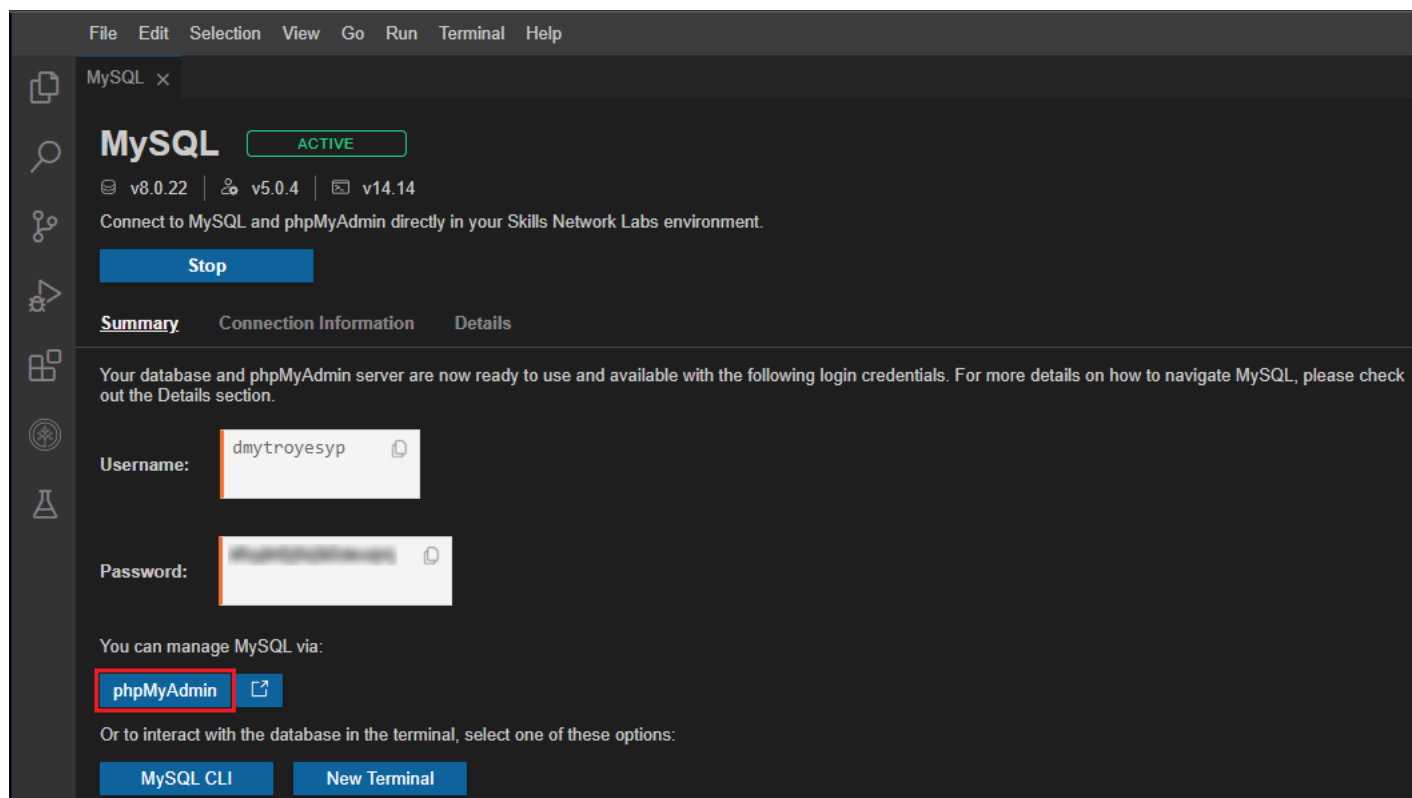 File Edit Selection View Go Run Terminal Help
MySQL
MySQL ACTIVE
v8.0.22 v5.0.4 v14.14
Connect to MySQL and phpMyAdmin directly in your Skills Network Labs environment.
Stop
Summary Connection Information Details
Your database and phpMyAdmin server are now ready to use and available with the following login credentials. For more details on how to navigate MySQL, please check
out the Details section.
Username: dmytroyesyp
Password:
You can manage MySQL via:
phpMyAdmin
Or to interact with the database in the terminal, select one of these options:
MySQL CLI New Terminal